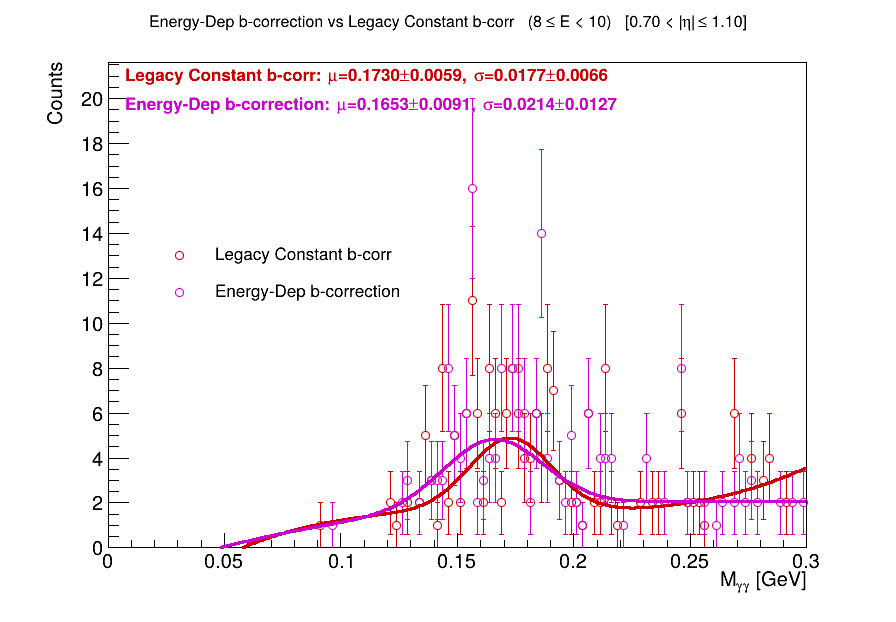 Energy-Dep b-correction vs Legacy Constant b-corr (8 ≤ E < 10) [0.70 < |η| ≤ 1.10]
Counts
Legacy Constant b-corr: μ=0.1730±0.0059, σ=0.0177±0.0066
Energy-Dep b-correction: μ=0.1653±0.0091, σ=0.0214±0.0127
Legacy Constant b-corr
Energy-Dep b-correction
20
18
16
14
12
10
8
6
4
2
0
0 0.05 0.1 0.15 0.2 0.25 0.3
Mγγ [GeV]